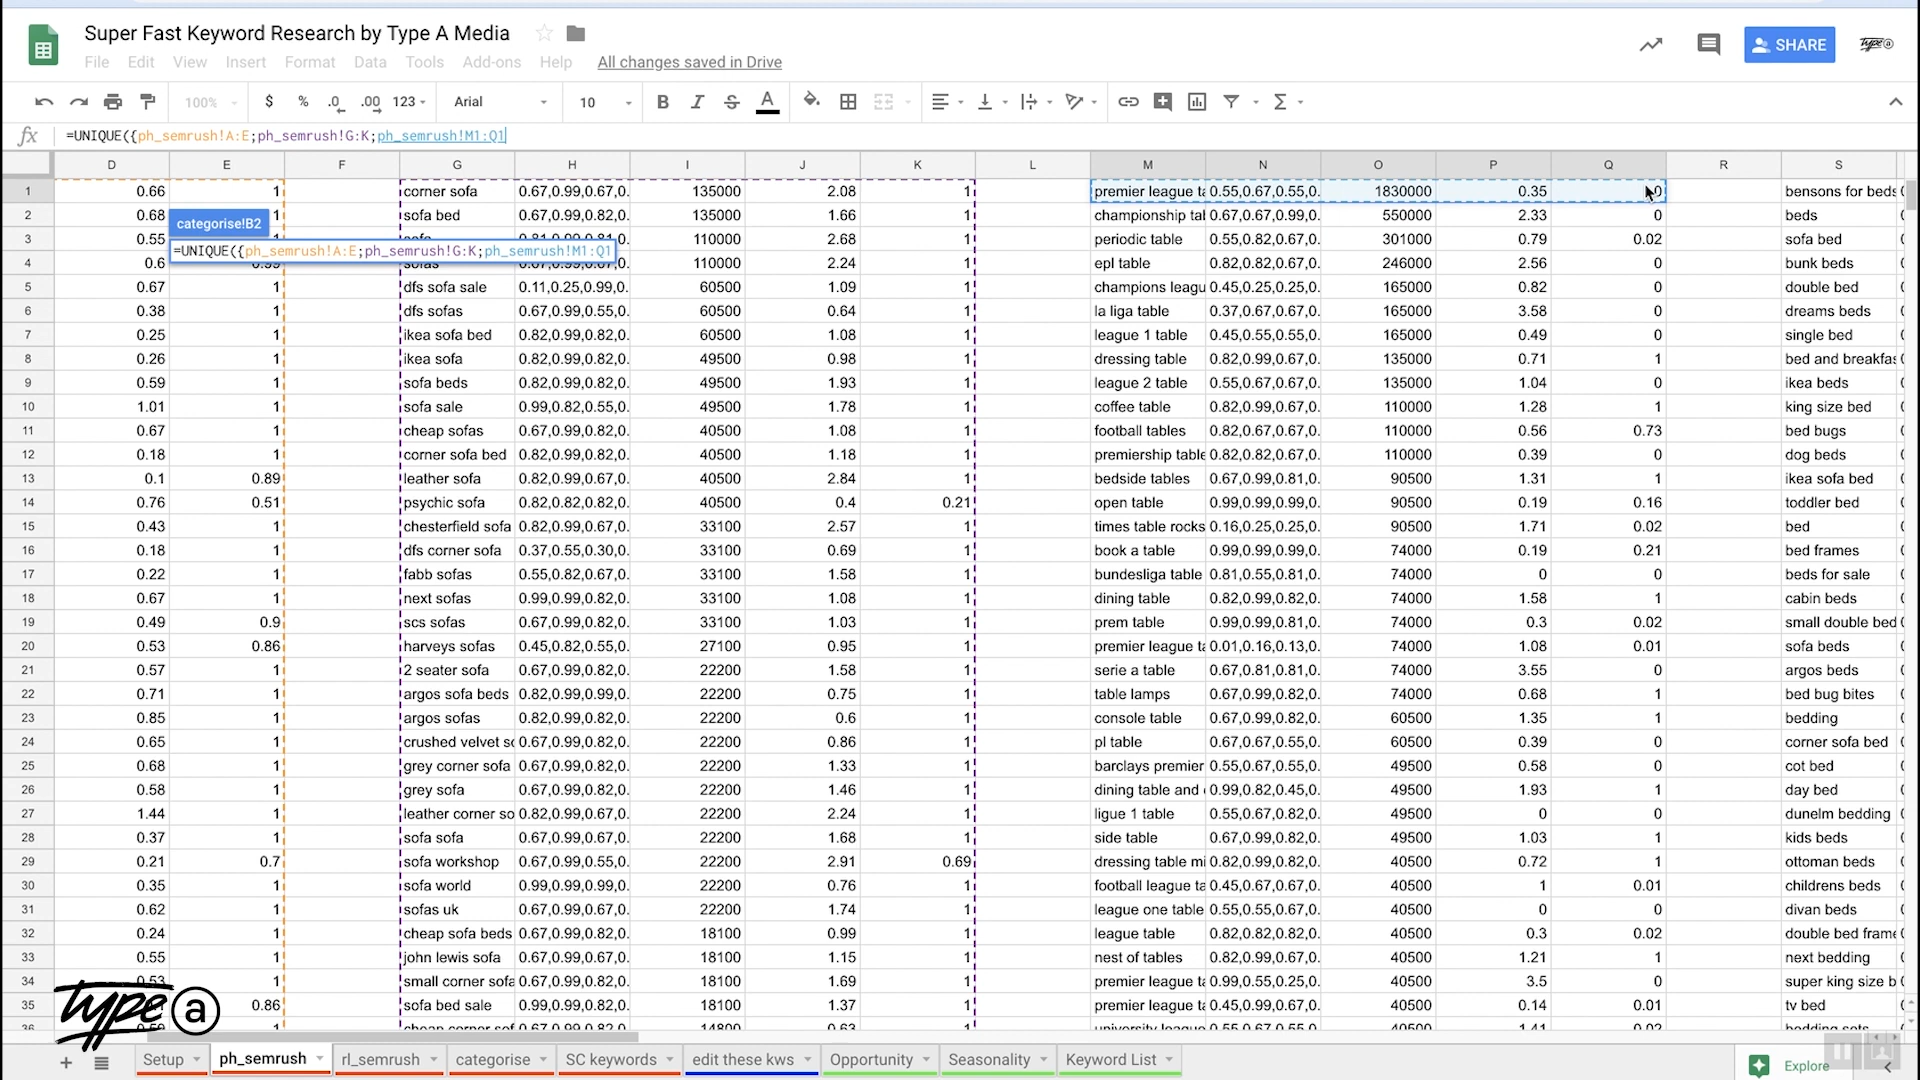 Super Fast Keyword Research by Type A Media
SHARE
File Edit View Insert Format Data Tools Add-ons Help All changes saved in Drive
100% $ % .0 .00 123 Arial 10 B I S A
fx =UNIQUE({ph_semrush!A:E;ph_semrush!G:K;ph_semrush!M1:Q1
D E F G H I J K L M N O P Q R S
1 0.66 1 corner sofa 0.67,0.99,0.67,0. 135000 2.08 1 premier league ta 0.55,0.67,0.55,0. 1830000 0.35 0 bensons for beds
2 0.68 1 sofa bed 0.67,0.99,0.82,0. 135000 1.66 1 championship tal 0.67,0.67,0.99,0. 550000 2.33 0 beds
categorise!B2
3 0.55 sofa 0.81,0.99,0.81,0. 110000 2.68 1 periodic table 0.55,0.82,0.67,0. 301000 0.79 0.02 sofa bed
=UNIQUE({ph_semrush!A:E;ph_semrush!G:K;ph_semrush!M1:Q1
4 0.6 0.99 sofas 0.67,0.99,0.67,0. 110000 2.24 1 epl table 0.82,0.82,0.67,0. 246000 2.56 0 bunk beds
5 0.67 1 dfs sofa sale 0.11,0.25,0.99,0. 60500 1.09 1 champions leagu 0.45,0.25,0.25,0. 165000 0.82 0 double bed
6 0.38 1 dfs sofas 0.67,0.99,0.55,0. 60500 0.64 1 la liga table 0.37,0.67,0.67,0. 165000 3.58 0 dreams beds
7 0.25 1 ikea sofa bed 0.82,0.99,0.82,0. 60500 1.08 1 league 1 table 0.45,0.55,0.55,0. 165000 0.49 0 single bed
8 0.26 1 ikea sofa 0.82,0.99,0.82,0. 49500 0.98 1 dressing table 0.82,0.99,0.67,0. 135000 0.71 1 bed and breakfas
9 0.59 1 sofa beds 0.82,0.99,0.82,0. 49500 1.93 1 league 2 table 0.55,0.67,0.67,0. 135000 1.04 0 ikea beds
10 1.01 1 sofa sale 0.99,0.82,0.55,0. 49500 1.78 1 coffee table 0.82,0.99,0.67,0. 110000 1.28 1 king size bed
11 0.67 1 cheap sofas 0.67,0.99,0.82,0. 40500 1.08 1 football tables 0.82,0.67,0.67,0. 110000 0.56 0.73 bed bugs
12 0.18 1 corner sofa bed 0.82,0.99,0.67,0. 40500 1.18 1 premiership table 0.82,0.82,0.67,0. 110000 0.39 0 dog beds
13 0.1 0.89 leather sofa 0.82,0.99,0.67,0. 40500 2.84 1 bedside tables 0.67,0.99,0.81,0. 90500 1.31 1 ikea sofa bed
14 0.76 0.51 psychic sofa 0.82,0.82,0.82,0. 40500 0.4 0.21 open table 0.99,0.99,0.99,0. 90500 0.19 0.16 toddler bed
15 0.43 1 chesterfield sofa 0.82,0.99,0.67,0. 33100 2.57 1 times table rocks 0.16,0.25,0.25,0. 90500 1.71 0.02 bed
16 0.18 1 dfs corner sofa 0.37,0.55,0.30,0. 33100 0.69 1 book a table 0.99,0.99,0.99,0. 74000 0.19 0.21 bed frames
17 0.22 1 fabb sofas 0.55,0.82,0.67,0. 33100 1.58 1 bundesliga table 0.81,0.55,0.81,0. 74000 0 0 beds for sale
18 0.67 1 next sofas 0.99,0.99,0.82,0. 33100 1.08 1 dining table 0.82,0.99,0.82,0. 74000 1.58 1 cabin beds
19 0.49 0.9 scs sofas 0.67,0.99,0.82,0. 33100 1.03 1 prem table 0.99,0.99,0.81,0. 74000 0.3 0.02 small double bed
20 0.53 0.86 harveys sofas 0.45,0.82,0.55,0. 27100 0.95 1 premier league ta 0.01,0.16,0.13,0. 74000 1.08 0.01 sofa beds
21 0.57 1 2 seater sofa 0.67,0.99,0.82,0. 22200 1.58 1 serie a table 0.67,0.81,0.81,0. 74000 3.55 0 argos beds
22 0.71 1 argos sofa beds 0.82,0.99,0.99,0. 22200 0.75 1 table lamps 0.67,0.99,0.82,0. 74000 0.68 1 bed bug bites
23 0.85 1 argos sofas 0.82,0.99,0.82,0. 22200 0.6 1 console table 0.67,0.99,0.82,0. 60500 1.35 1 bedding
24 0.65 1 crushed velvet so 0.67,0.99,0.82,0. 22200 0.86 1 pl table 0.67,0.67,0.55,0. 60500 0.39 0 corner sofa bed
25 0.68 1 grey corner sofa 0.67,0.99,0.82,0. 22200 1.33 1 barclays premier 0.55,0.67,0.55,0. 49500 0.58 0 cot bed
26 0.58 1 grey sofa 0.67,0.99,0.82,0. 22200 1.46 1 dining table and 0.99,0.82,0.45,0. 49500 1.93 1 day bed
27 1.44 1 leather corner so 0.82,0.99,0.67,0. 22200 2.24 1 ligue 1 table 0.55,0.67,0.82,0. 49500 0 0 dunelm bedding
28 0.37 1 sofa sofa 0.67,0.99,0.67,0. 22200 1.68 1 side table 0.67,0.99,0.82,0. 49500 1.03 1 kids beds
29 0.21 0.7 sofa workshop 0.67,0.99,0.55,0. 22200 2.91 0.69 dressing table mi 0.82,0.99,0.82,0. 40500 0.72 1 ottoman beds
30 0.35 1 sofa world 0.99,0.99,0.99,0. 22200 0.76 1 football league ta 0.45,0.67,0.67,0. 40500 1 0.01 childrens beds
31 0.62 1 sofas uk 0.67,0.99,0.67,0. 22200 1.74 1 league one table 0.55,0.55,0.67,0. 40500 0 0 divan beds
32 0.24 1 cheap sofa beds 0.67,0.99,0.82,0. 18100 0.99 1 league table 0.82,0.82,0.82,0. 40500 0.3 0.02 double bed frame
33 0.55 1 john lewis sofa 0.67,0.99,0.67,0. 18100 1.15 1 nest of tables 0.82,0.99,0.67,0. 40500 1.21 1 next bedding
34 0.53 1 small corner sofa 0.67,0.99,0.82,0. 18100 1.69 1 premier league ta 0.99,0.55,0.25,0. 40500 3.5 0 super king size b
35 0.86 sofa bed sale 0.99,0.99,0.82,0. 18100 1.37 1 premier league ta 0.45,0.99,0.67,0. 40500 0.14 0.01 tv bed
type a
Setup ph_semrush rl_semrush categorise SC keywords edit these kws Opportunity Seasonality Keyword List Explore